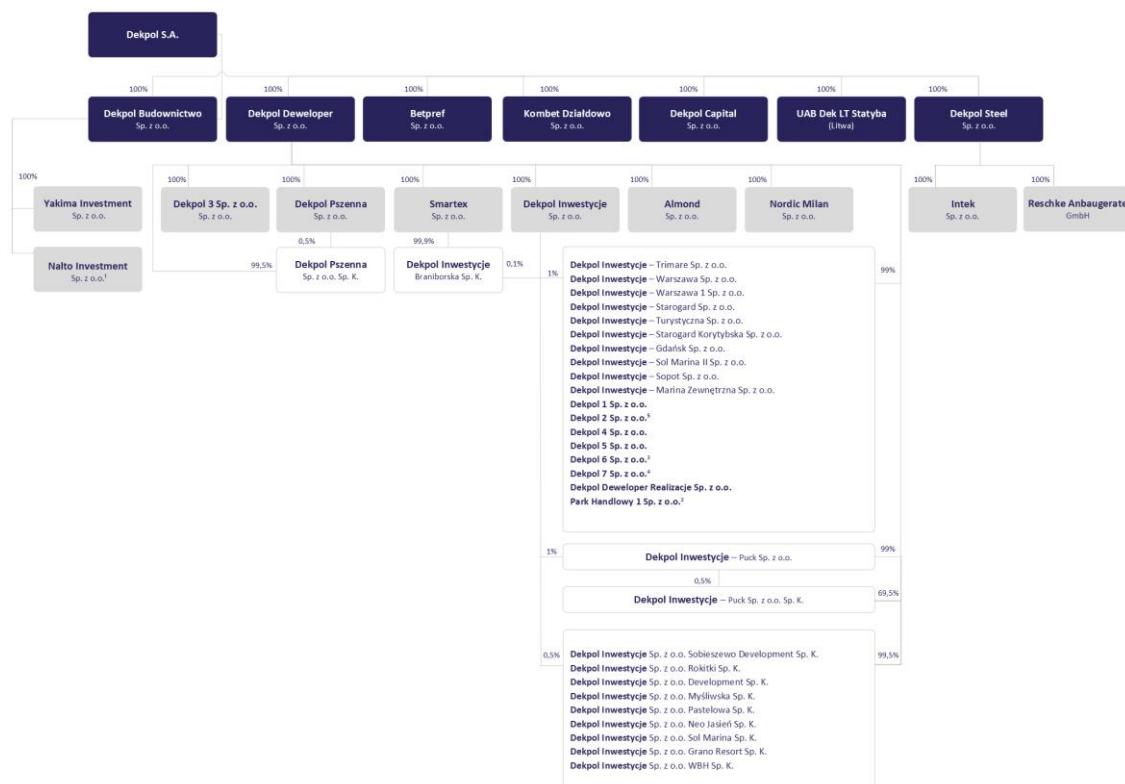 Dekpol S.A.
100%
100%
100%
100%
100%
100%
100%
Dekpol Budownictwo
Sp. z o.o.
Dekpol Deweloper
Sp. z o.o.
Betpref
Sp. z o.o.
Kombet Działdowo
Sp. z o.o.
Dekpol Capital
Sp. z o.o.
UAB Dek LT Statyba
(Litwa)
Dekpol Steel
Sp. z o.o.
100%
100%
100%
100%
100%
100%
100%
100%
100%
Yakima Investment
Sp. z o.o.
Dekpol 3 Sp. z o.o.
Sp. z o.o.
Dekpol Pszenna
Sp. z o.o.
Smartex
Sp. z o.o.
Dekpol Inwestycje
Sp. z o.o.
Almond
Sp. z o.o.
Nordic Milan
Sp. z o.o.
Intek
Sp. z o.o.
Reschke Anbaugerate
GmbH
0,5%
99,9%
Nalto Investment
Sp. z o.o.¹
99,5%
Dekpol Pszenna
Sp. z o.o. Sp. K.
Dekpol Inwestycje
Braniborska Sp. K.
0,1%
1%
99%
Dekpol Inwestycje – Trimare Sp. z o.o.
Dekpol Inwestycje – Warszawa Sp. z o.o.
Dekpol Inwestycje – Warszawa 1 Sp. z o.o.
Dekpol Inwestycje – Starogard Sp. z o.o.
Dekpol Inwestycje – Turystyczna Sp. z o.o.
Dekpol Inwestycje – Starogard Korytybska Sp. z o.o.
Dekpol Inwestycje – Gdańsk Sp. z o.o.
Dekpol Inwestycje – Sol Marina II Sp. z o.o.
Dekpol Inwestycje – Sopot Sp. z o.o.
Dekpol Inwestycje – Marina Zewnętrzna Sp. z o.o.
Dekpol 1 Sp. z o.o.
Dekpol 2 Sp. z o.o.⁵
Dekpol 4 Sp. z o.o.
Dekpol 5 Sp. z o.o.
Dekpol 6 Sp. z o.o.³
Dekpol 7 Sp. z o.o.⁴
Dekpol Deweloper Realizacje Sp. z o.o.
Park Handlowy 1 Sp. z o.o.²
1%
Dekpol Inwestycje – Puck Sp. z o.o.
99%
0,5%
Dekpol Inwestycje – Puck Sp. z o.o. Sp. K.
69,5%
0,5%
99,5%
Dekpol Inwestycje Sp. z o.o. Sobieszewo Development Sp. K.
Dekpol Inwestycje Sp. z o.o. Rokitki Sp. K.
Dekpol Inwestycje Sp. z o.o. Development Sp. K.
Dekpol Inwestycje Sp. z o.o. Myśliwska Sp. K.
Dekpol Inwestycje Sp. z o.o. Pastelowa Sp. K.
Dekpol Inwestycje Sp. z o.o. Neo Jasień Sp. K.
Dekpol Inwestycje Sp. z o.o. Sol Marina Sp. K.
Dekpol Inwestycje Sp. z o.o. Grano Resort Sp. K.
Dekpol Inwestycje Sp. z o.o. WBH Sp. K.